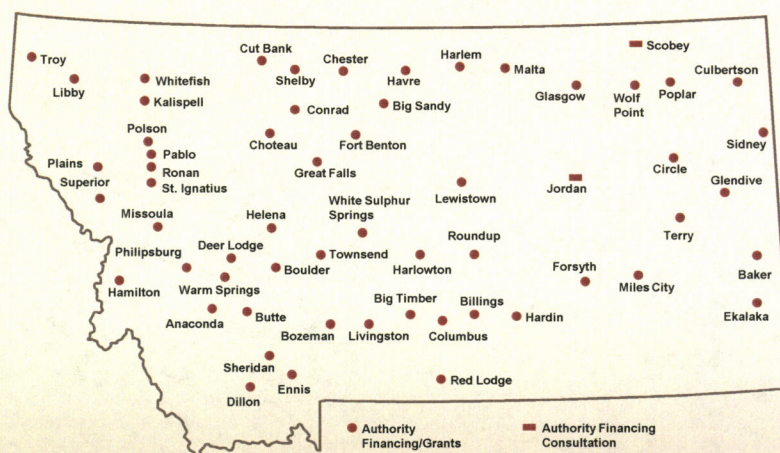 Troy
Libby
Whitefish
Kalispell
Cut Bank
Shelby
Chester
Havre
Harlem
Malta
Scobey
Glasgow
Wolf
Point
Poplar
Culbertson
Conrad
Big Sandy
Polson
Pablo
Ronan
St. Ignatius
Plains
Superior
Choteau
Fort Benton
Great Falls
Lewistown
Jordan
Circle
Sidney
Glendive
Missoula
Helena
White Sulphur
Springs
Terry
Philipsburg
Deer Lodge
Boulder
Townsend
Harlowton
Roundup
Forsyth
Miles City
Baker
Hamilton
Warm Springs
Anaconda
Butte
Bozeman
Livingston
Big Timber
Columbus
Billings
Hardin
Ekalaka
Sheridan
Dillon
Ennis
Red Lodge
Authority
Financing/Grants
Authority Financing
Consultation